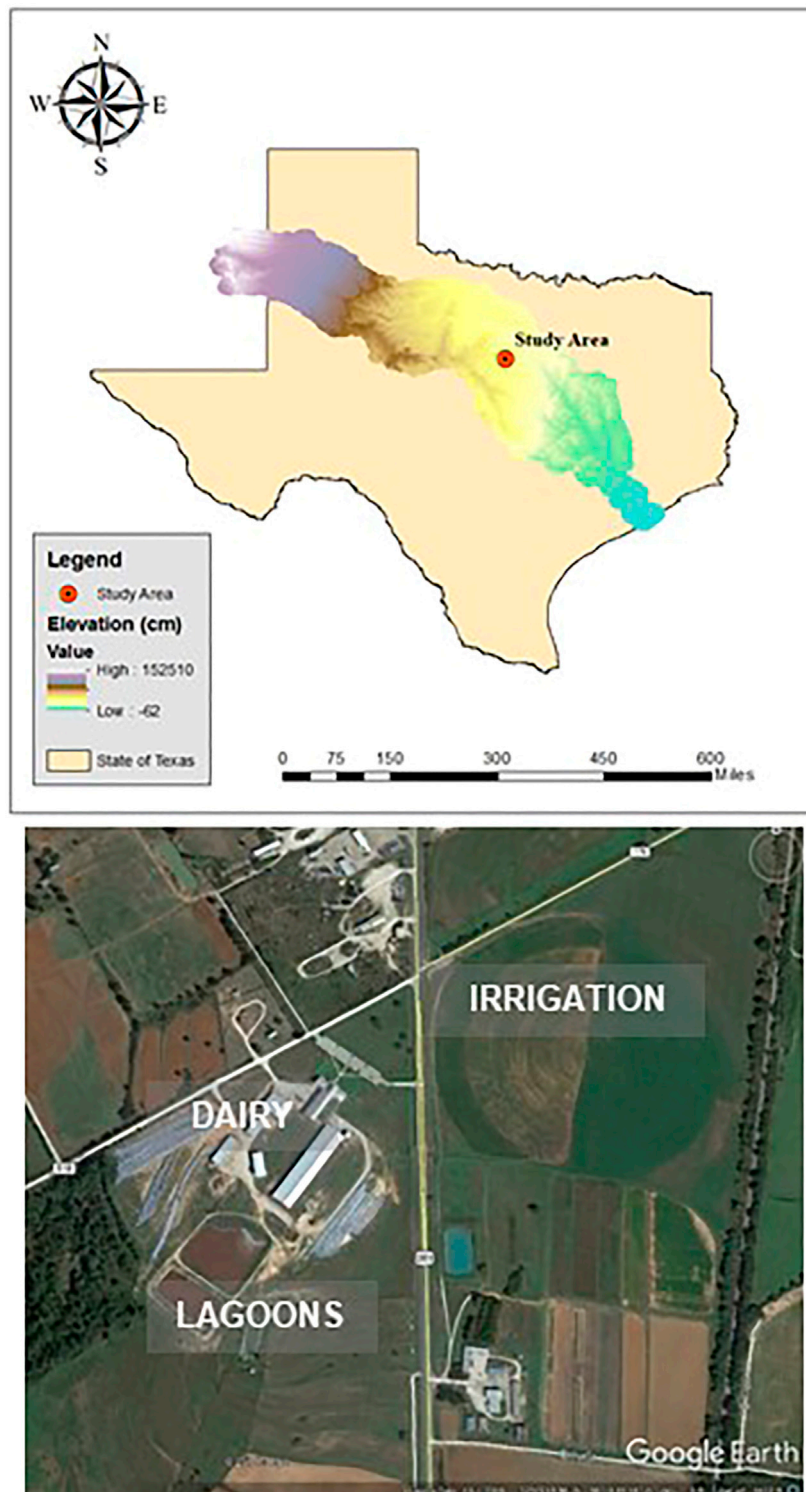 N
W E
S
Study Area
Legend
Study Area
Elevation (cm)
Value
High : 152510
Low : -62
State of Texas
0 75 150 300 450 600
Miles
IRRIGATION
DAIRY
LAGOONS
Google Earth